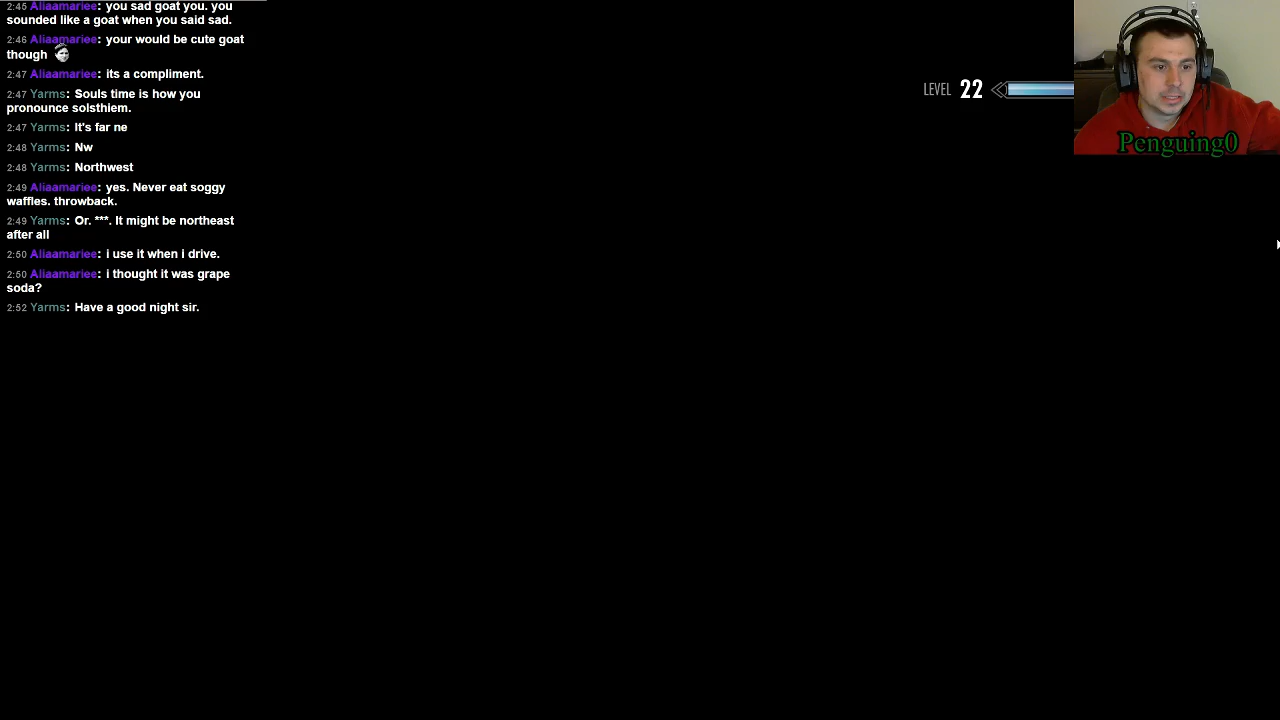 2:45 Aliaamariee: you sad goat you. you
sounded like a goat when you said sad.
2:46 Aliaamariee: your would be cute goat
though
2:47 Aliaamariee: its a compliment.
2:47 Yarms: Souls time is how you
pronounce solsthiem.
2:47 Yarms: It's far ne
2:48 Yarms: Nw
2:48 Yarms: Northwest
2:49 Aliaamariee: yes. Never eat soggy
waffles. throwback.
2:49 Yarms: Or. ***. It might be northeast
after all
2:50 Aliaamariee: i use it when i drive.
2:50 Aliaamariee: i thought it was grape
soda?
2:52 Yarms: Have a good night sir.
LEVEL 22
Penguing0